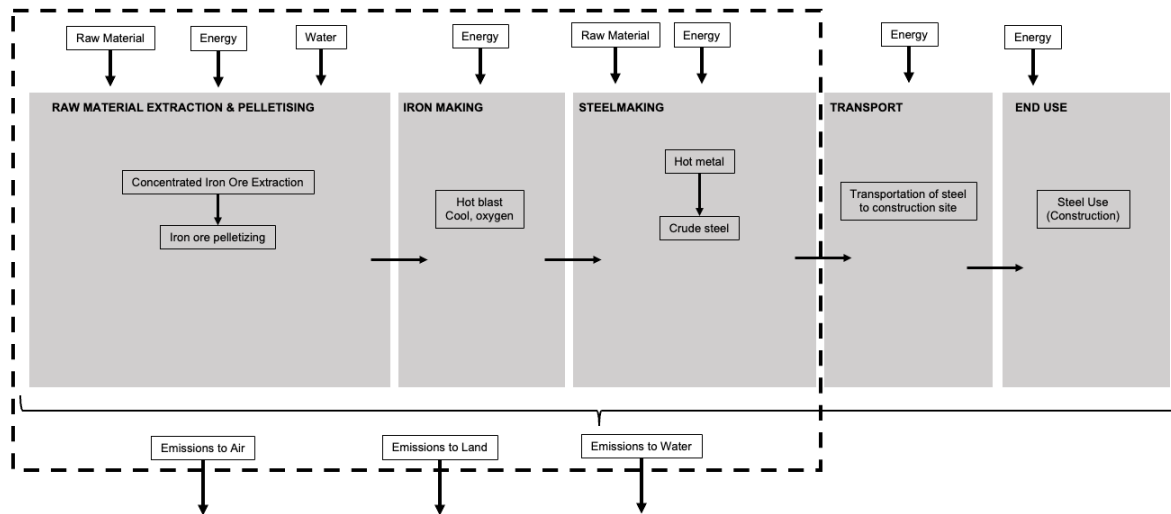 Raw Material
Energy
Water
Energy
Raw Material
Energy
Energy
Energy
RAW MATERIAL EXTRACTION & PELLETISING
IRON MAKING
STEELMAKING
TRANSPORT
END USE
Concentrated Iron Ore Extraction
Iron ore pelletizing
Hot blast
Cool, oxygen
Hot metal
Crude steel
Transportation of steel
to construction site
Steel Use
(Construction)
Emissions to Air
Emissions to Land
Emissions to Water